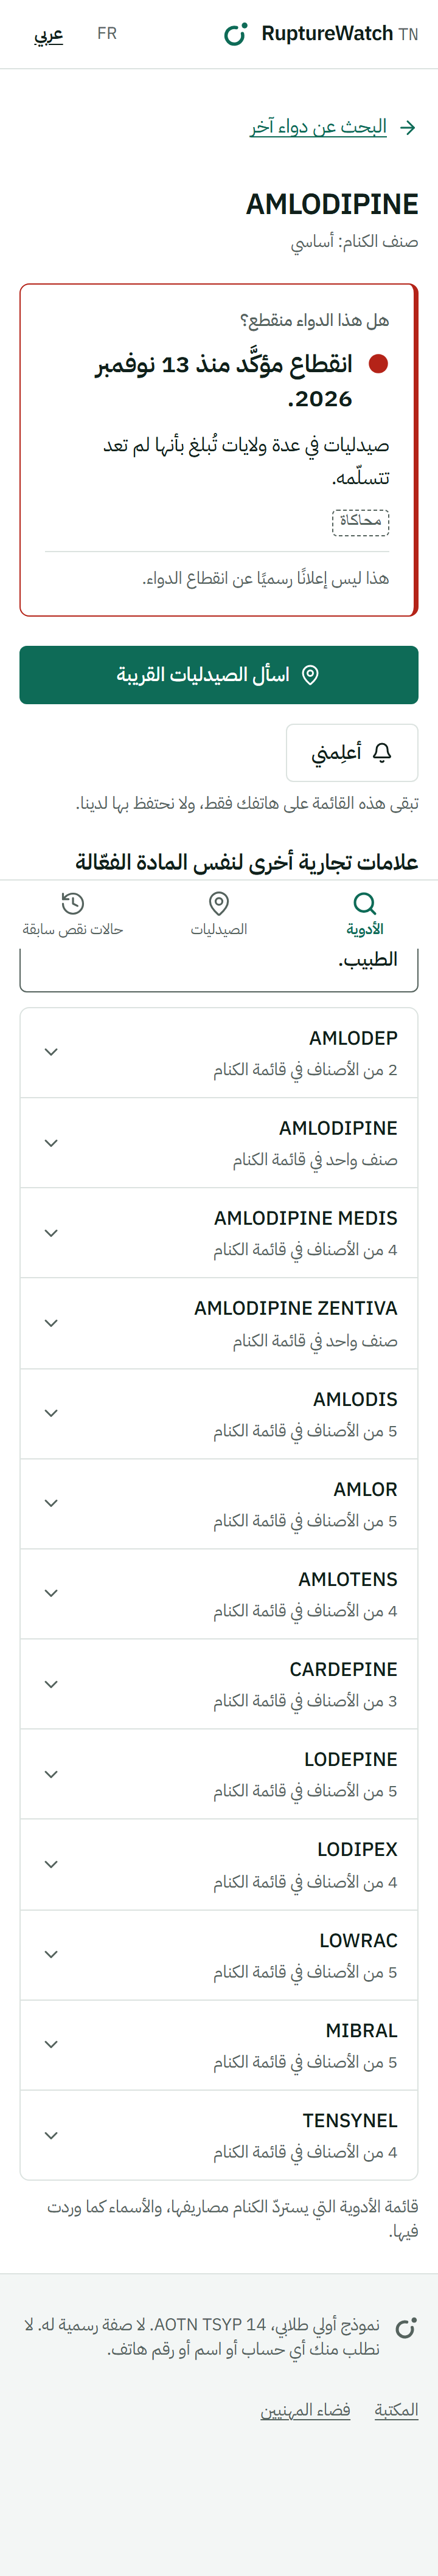 RuptureWatch TN
FR
عربي
البحث عن دواء آخر
AMLODIPINE
صنف الكنام: أساسي
هل هذا الدواء منقطع؟
انقطاع مؤكَّد منذ 13 نوفمبر
2026.
صيدليات في عدة ولايات تُبلغ بأنها لم تعد
تتسلّمه.
محاكاة
هذا ليس إعلانًا رسميًا عن انقطاع الدواء.
اسأل الصيدليات القريبة
أعلِمني
تبقى هذه القائمة على هاتفك فقط، ولا نحتفظ بها لدينا.
علامات تجارية أخرى لنفس المادة الفعّالة
الأدوية
الصيدليات
حالات نقص سابقة
الطبيب.
AMLODEP
2 من الأصناف في قائمة الكنام
AMLODIPINE
صنف واحد في قائمة الكنام
AMLODIPINE MEDIS
4 من الأصناف في قائمة الكنام
AMLODIPINE ZENTIVA
صنف واحد في قائمة الكنام
AMLODIS
5 من الأصناف في قائمة الكنام
AMLOR
5 من الأصناف في قائمة الكنام
AMLOTENS
4 من الأصناف في قائمة الكنام
CARDEPINE
3 من الأصناف في قائمة الكنام
LODEPINE
5 من الأصناف في قائمة الكنام
LODIPEX
4 من الأصناف في قائمة الكنام
LOWRAC
5 من الأصناف في قائمة الكنام
MIBRAL
5 من الأصناف في قائمة الكنام
TENSYNEL
4 من الأصناف في قائمة الكنام
قائمة الأدوية التي يستردّ الكنام مصاريفها، والأسماء كما وردت
فيها.
نموذج أولي طلابي، AOTN TSYP 14. لا صفة رسمية له. لا
نطلب منك أي حساب أو اسم أو رقم هاتف.
المكتبة
فضاء المهنيين